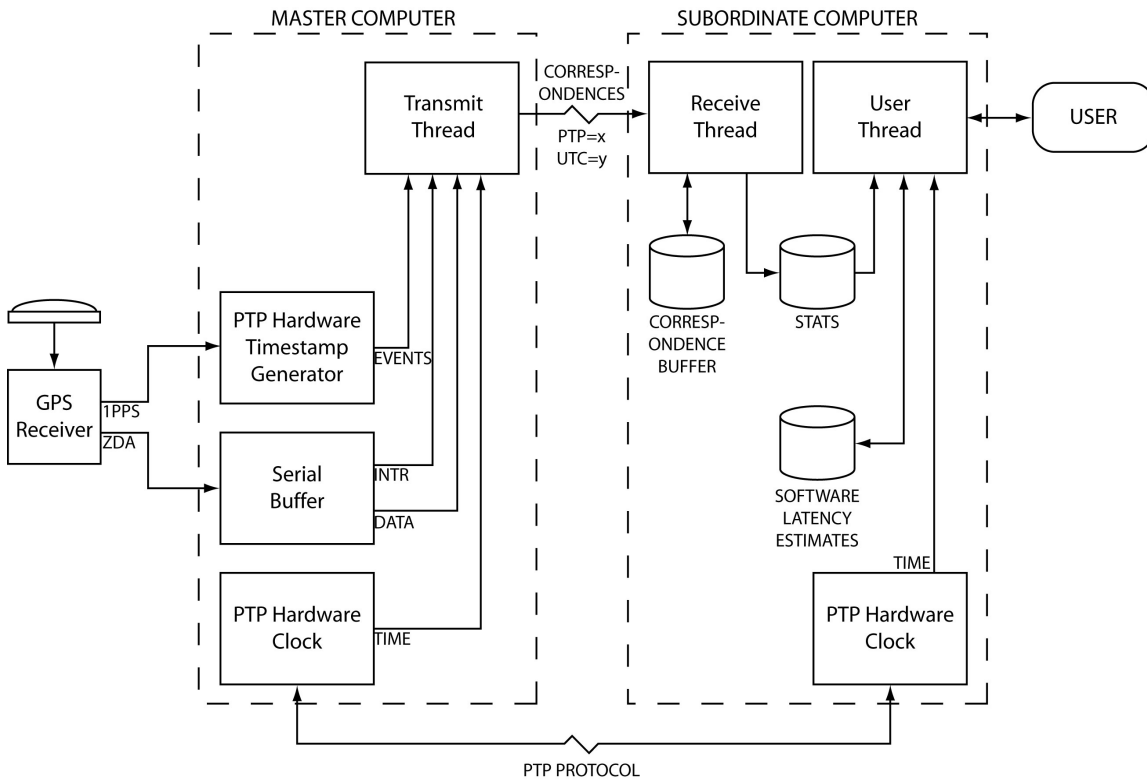 MASTER COMPUTER
SUBORDINATE COMPUTER
Transmit
Thread
CORRESP-
ONDENCES
PTP=x
UTC=y
Receive
Thread
User
Thread
USER
PTP Hardware
Timestamp
Generator
EVENTS
CORRESP-
ONDENCE
BUFFER
STATS
GPS
Receiver
1PPS
ZDA
Serial
Buffer
INTR
DATA
SOFTWARE
LATENCY
ESTIMATES
PTP Hardware
Clock
TIME
TIME
PTP Hardware
Clock
PTP PROTOCOL